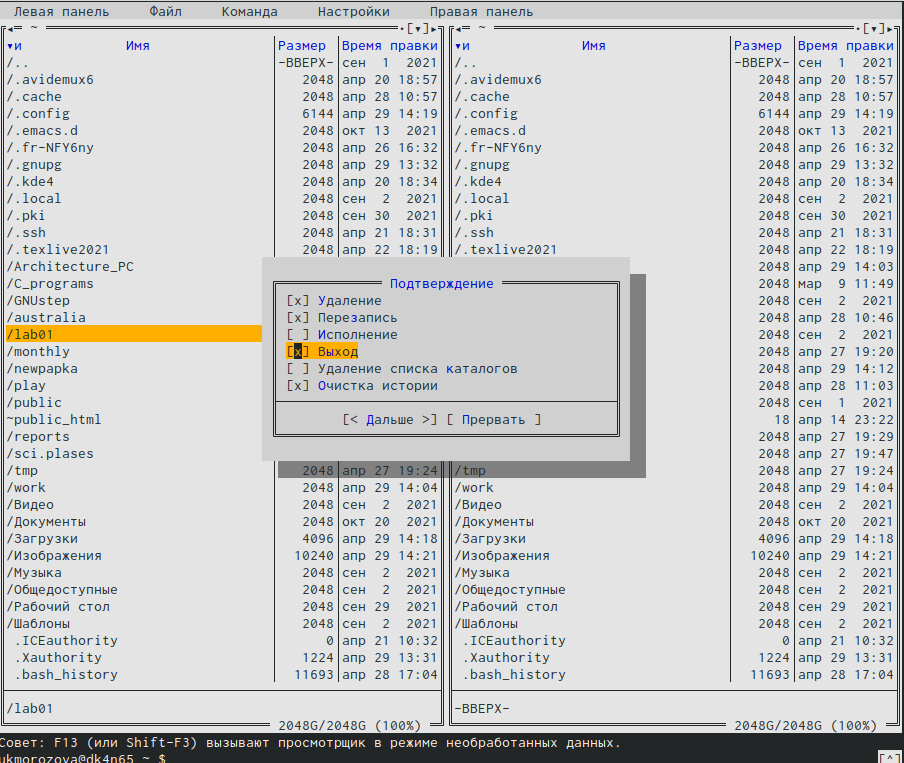 Левая панель Файл Команда Настройки Правая панель
◂═ ~ ═ .[▾]▸ ◂═ ~ ═ .[▾]▸
▾и Имя │Размер │Время правки ▾и Имя │Размер │Время правки
/.. │-ВВЕРХ-│сен 1 2021 /.. │-ВВЕРХ-│сен 1 2021
/.avidemux6 │2048│апр 20 18:57 /.avidemux6 │2048│апр 20 18:57
/.cache │2048│апр 28 10:57 /.cache │2048│апр 28 10:57
/.config │6144│апр 29 14:19 /.config │6144│апр 29 14:19
/.emacs.d │2048│окт 13 2021 /.emacs.d │2048│окт 13 2021
/.fr-NFY6ny │2048│апр 26 16:32 /.fr-NFY6ny │2048│апр 26 16:32
/.gnupg │2048│апр 29 13:32 /.gnupg │2048│апр 29 13:32
/.kde4 │2048│апр 20 18:34 /.kde4 │2048│апр 20 18:34
/.local │2048│сен 2 2021 /.local │2048│сен 2 2021
/.pki │2048│сен 30 2021 /.pki │2048│сен 30 2021
/.ssh │2048│апр 21 18:31 /.ssh │2048│апр 21 18:31
/.texlive2021 │2048│апр 22 18:19 /.texlive2021 │2048│апр 22 18:19
/Architecture_PC 2048│апр 29 14:03
/C_programs Подтверждение 2048│мар 9 11:49
/GNUstep [x] Удаление 2048│сен 2 2021
/australia [x] Перезапись 2048│апр 28 10:46
/lab01 [ ] Исполнение 2048│сен 2 2021
/monthly [x] Выход 2048│апр 27 19:20
/newpapka [ ] Удаление списка каталогов 2048│апр 29 14:12
/play [x] Очистка истории 2048│апр 28 11:03
/public 2048│сен 1 2021
~public_html [< Дальше >] [ Прервать ] 18│апр 14 23:22
/reports 2048│апр 27 19:29
/sci.plases 2048│апр 27 19:47
/tmp 2048│апр 27 19:24 /tmp │2048│апр 27 19:24
/work │2048│апр 29 14:04 /work │2048│апр 29 14:04
/Видео │2048│сен 2 2021 /Видео │2048│сен 2 2021
/Документы │2048│окт 20 2021 /Документы │2048│окт 20 2021
/Загрузки │4096│апр 29 14:18 /Загрузки │4096│апр 29 14:18
/Изображения │10240│апр 29 14:21 /Изображения │10240│апр 29 14:21
/Музыка │2048│сен 2 2021 /Музыка │2048│сен 2 2021
/Общедоступные │2048│сен 2 2021 /Общедоступные │2048│сен 2 2021
/Рабочий стол │2048│сен 29 2021 /Рабочий стол │2048│сен 29 2021
/Шаблоны │2048│сен 2 2021 /Шаблоны │2048│сен 2 2021
.ICEauthority │0│апр 21 10:32 .ICEauthority │0│апр 21 10:32
.Xauthority │1224│апр 29 13:31 .Xauthority │1224│апр 29 13:31
.bash_history │11693│апр 28 17:04 .bash_history │11693│апр 28 17:04
/lab01 -ВВЕРХ-
2048G/2048G (100%) 2048G/2048G (100%)
Совет: F13 (или Shift-F3) вызывают просмотрщик в режиме необработанных данных.
ukmorozova@dk4n65 ~ $ [^]